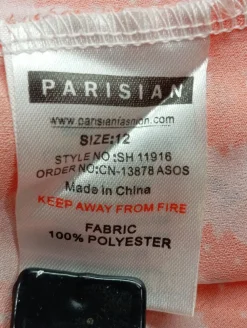 PARISIAN
www.parisianfashion.com
SIZE:12
STYLE NO :SH 11916
ORDER NO:CN-13878 ASOS
Made in China
KEEP AWAY FROM FIRE
FABRIC
100% POLYESTER